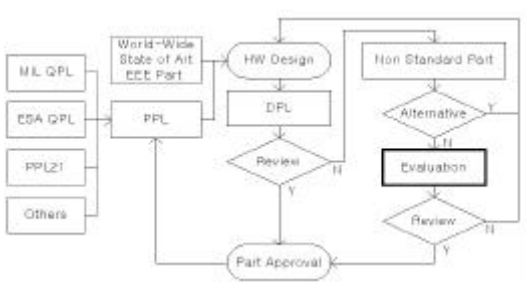 World-Wide
State of Art
EEE Part
MIL QPL
ESA QPL
PPL21
Others
PPL
HW Design
DPL
Review
N
Y
Part Approval
Non Standard Part
Alternative
Y
N
Evaluation
Review
N
Y